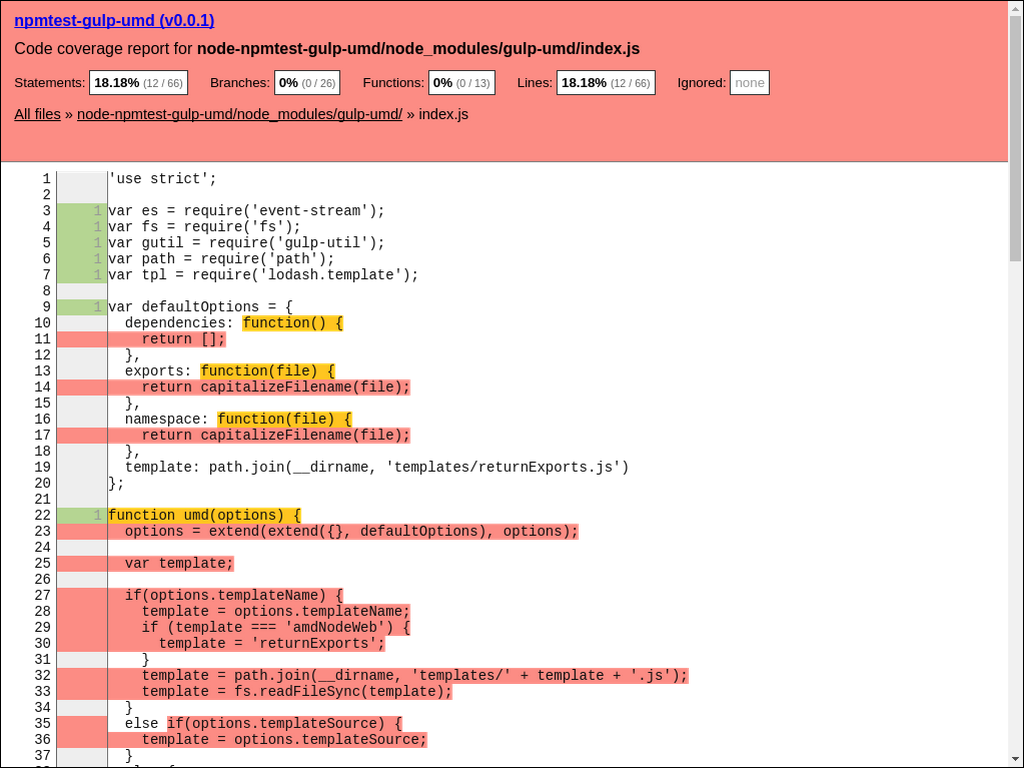 npmtest-gulp-umd (v0.0.1)
Code coverage report for node-npmtest-gulp-umd/node_modules/gulp-umd/index.js
Statements: 18.18% (12 / 66) Branches: 0% (0 / 26) Functions: 0% (0 / 13) Lines: 18.18% (12 / 66) Ignored: none
All files » node-npmtest-gulp-umd/node_modules/gulp-umd/ » index.js
1 'use strict';
2
3 1 var es = require('event-stream');
4 1 var fs = require('fs');
5 1 var gutil = require('gulp-util');
6 1 var path = require('path');
7 1 var tpl = require('lodash.template');
8
9 1 var defaultOptions = {
10   dependencies: function() {
11     return [];
12   },
13   exports: function(file) {
14     return capitalizeFilename(file);
15   },
16   namespace: function(file) {
17     return capitalizeFilename(file);
18   },
19   template: path.join(__dirname, 'templates/returnExports.js')
20 };
21
22 1 function umd(options) {
23   options = extend(extend({}, defaultOptions), options);
24
25   var template;
26
27   if(options.templateName) {
28     template = options.templateName;
29     if (template === 'amdNodeWeb') {
30       template = 'returnExports';
31     }
32     template = path.join(__dirname, 'templates/' + template + '.js');
33     template = fs.readFileSync(template);
34   }
35   else if(options.templateSource) {
36     template = options.templateSource;
37   }